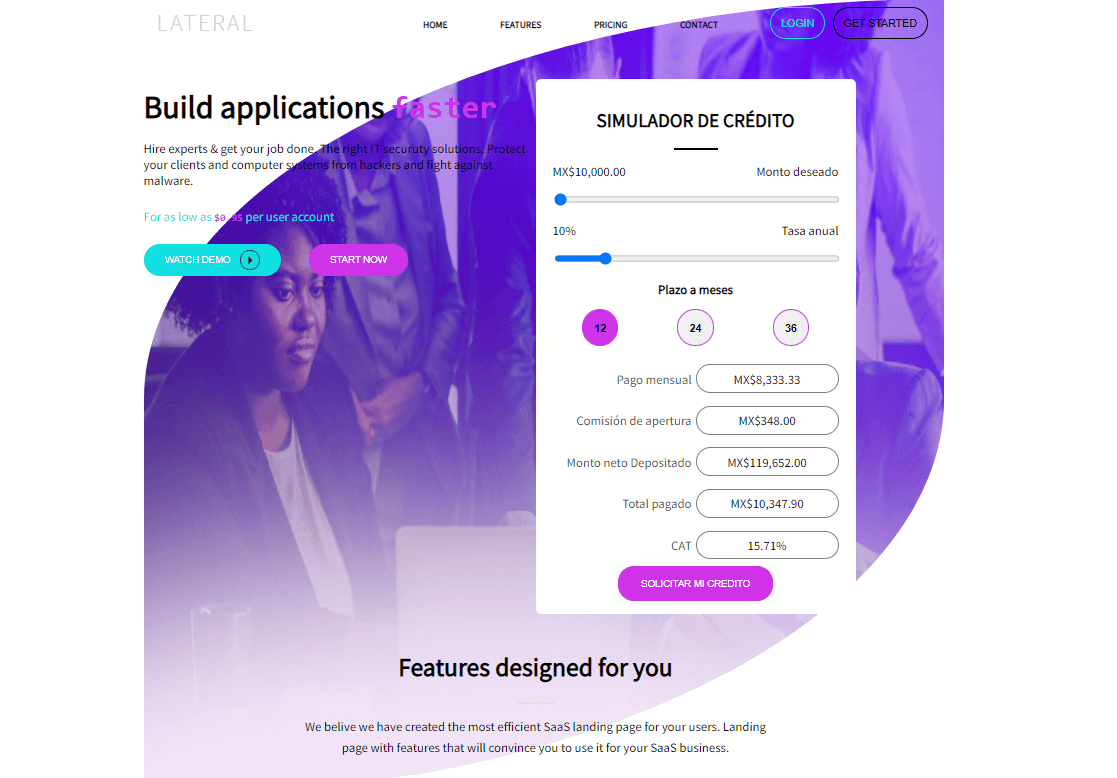 LATERAL
HOME
FEATURES
PRICING
CONTACT
LOGIN
GET STARTED
Build applications faster
Hire experts & get your job done. The right IT securuty solutions. Protect
your clients and computer systems from hackers and fight against
malware.
For as low as $0.95 per user account
WATCH DEMO
START NOW
SIMULADOR DE CRÉDITO
MX$10,000.00 Monto deseado
10% Tasa anual
Plazo a meses
12 24 36
Pago mensual MX$8,333.33
Comisión de apertura MX$348.00
Monto neto Depositado MX$119,652.00
Total pagado MX$10,347.90
CAT 15.71%
SOLICITAR MI CREDITO
Features designed for you
We belive we have created the most efficient SaaS landing page for your users. Landing
page with features that will convince you to use it for your SaaS business.